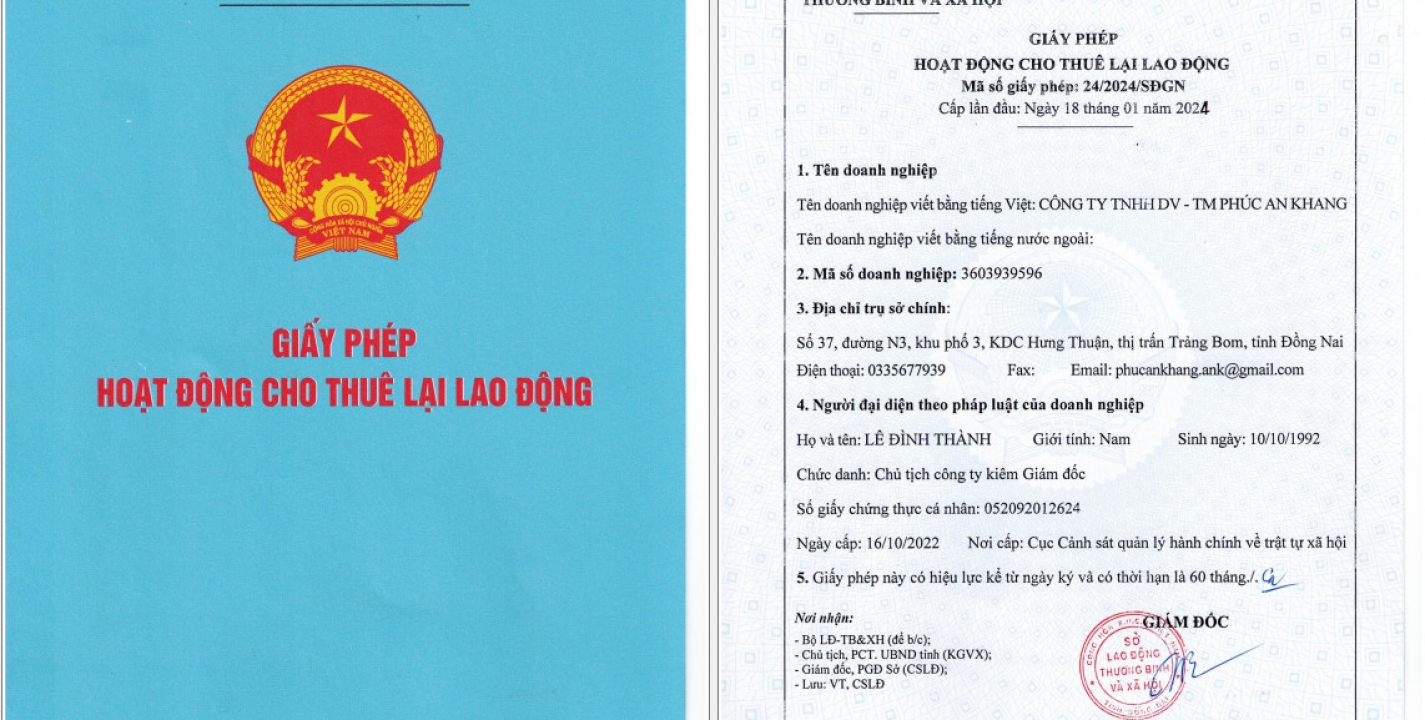 CỘNG HÒA XÃ HỘI CHỦ NGHĨA
VIỆT NAM
GIẤY PHÉP
HOẠT ĐỘNG CHO THUÊ LẠI LAO ĐỘNG
THƯƠNG BINH VÀ XÃ HỘI
GIẤY PHÉP
HOẠT ĐỘNG CHO THUÊ LẠI LAO ĐỘNG
Mã số giấy phép: 24/2024/SĐGN
Cấp lần đầu: Ngày 18 tháng 01 năm 2024
1. Tên doanh nghiệp
Tên doanh nghiệp viết bằng tiếng Việt: CÔNG TY TNHH DV - TM PHÚC AN KHANG
Tên doanh nghiệp viết bằng tiếng nước ngoài:
2. Mã số doanh nghiệp: 3603939596
3. Địa chỉ trụ sở chính:
Số 37, đường N3, khu phố 3, KDC Hưng Thuận, thị trấn Trảng Bom, tỉnh Đồng Nai
Điện thoại: 0335677939 Fax: Email: phucankhang.ank@gmail.com
4. Người đại diện theo pháp luật của doanh nghiệp
Họ và tên: LÊ ĐÌNH THÀNH Giới tính: Nam Sinh ngày: 10/10/1992
Chức danh: Chủ tịch công ty kiêm Giám đốc
Số giấy chứng thực cá nhân: 052092012624
Ngày cấp: 16/10/2022 Nơi cấp: Cục Cảnh sát quản lý hành chính về trật tự xã hội
5. Giấy phép này có hiệu lực kể từ ngày ký và có thời hạn là 60 tháng./.
Nơi nhận:
- Bộ LĐ-TB&XH (để b/c);
- Chủ tịch, PCT. UBND tỉnh (KGVX);
- Giám đốc, PGĐ Sở (CSLĐ);
- Lưu: VT, CSLĐ
GIÁM ĐỐC
SỞ
LAO ĐỘNG
THƯƠNG BINH
VÀ XÃ HỘI